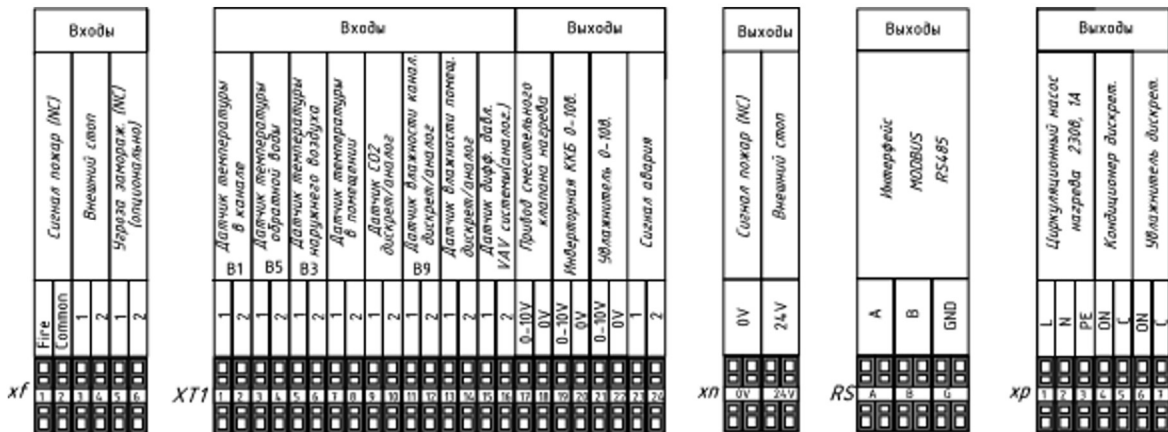 Входы
Сигнал пожар (NC)
Внешний стоп
Угроза замораж. (NC)
(опционально)
Fire
Common
1
2
1
2
xf
1 2 3 4 5 6
Входы
Выходы
Датчик температуры
в канале
B1
Датчик температуры
обратной воды
B5
Датчик температуры
наружнего воздуха
B3
Датчик температуры
в помещении
Датчик CO2
дискрет/аналог
Датчик влажности канал.
дискрет/аналог
B9
Датчик влажности помещ.
дискрет/аналог
Датчик дифф. давл.
VAV системы(аналог.)
Привод смесительного
клапана нагрева
Инверторная ККБ 0-10в.
Увлажнитель 0-10в.
Сигнал авария
1 2 1 2 1 2 1 2 1 2 1 2 1 2 1 2 0-10V 0V 0-10V 0V 0-10V 0V 1 2
XT1
1 2 3 4 5 6 7 8 9 10 11 12 13 14 15 16 17 18 19 20 21 22 23 24
Выходы
Сигнал пожар (NC)
Внешний стоп
0V
24V
xn
0V 24V
Выходы
Интерфейс
MODBUS
RS485
A
B
GND
RS
A B G
Выходы
Циркуляционный насос
нагрева 230в, 1А
Кондиционер дискрет.
Увлажнитель дискрет.
L
N
PE
ON
C
ON
C
xp
1 2 3 4 5 6 7